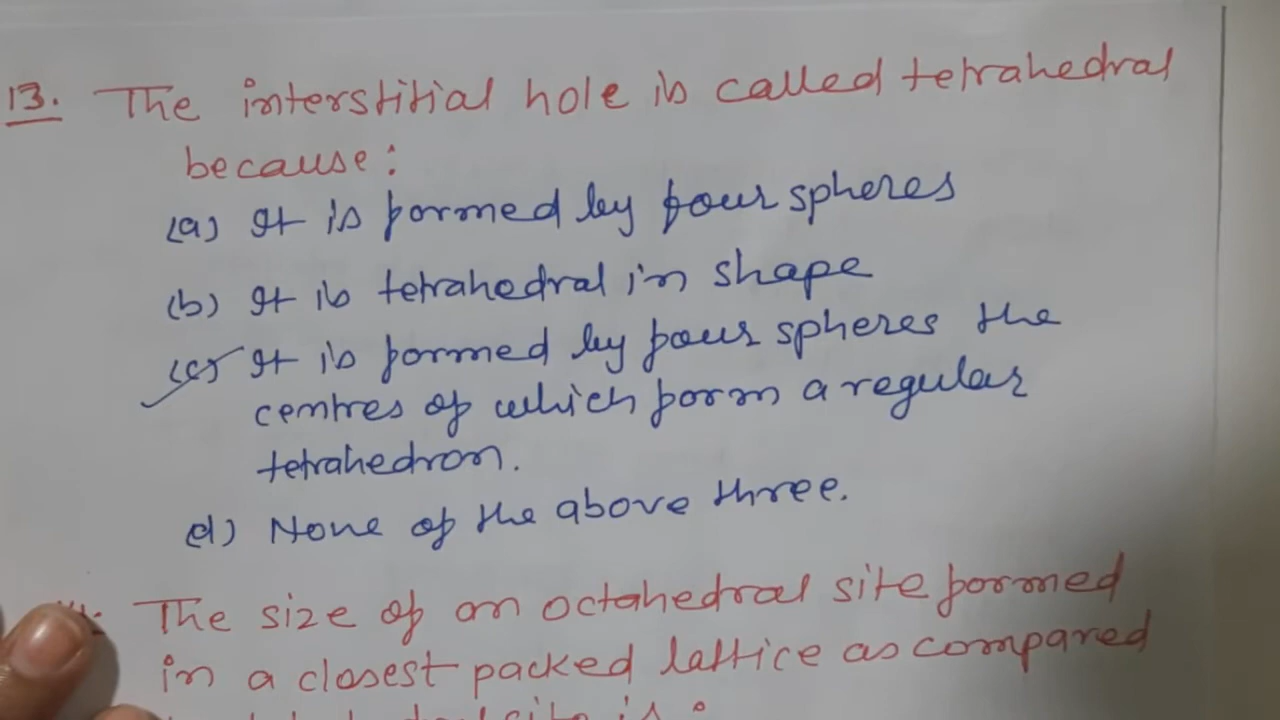 13. The interstitial hole is called tetrahedral
because:
(a) It is formed by four spheres
(b) It is tetrahedral in shape
(c) It is formed by four spheres the
centres of which form a regular
tetrahedron.
(d) None of the above three.
The size of an octahedral site formed
in a closest packed lattice as compared
site is: